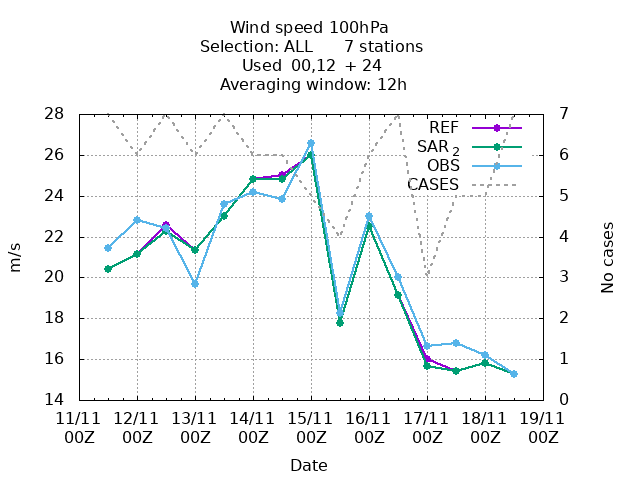 Wind speed 100hPa
Selection: ALL 7 stations
Used 00,12 + 24
Averaging window: 12h
28 7
REF
SAR 2
26 6
OBS
CASES
24 5
22 4
m/s
No cases
20 3
18 2
16 1
14 0
11/11 12/11 13/11 14/11 15/11 16/11 17/11 18/11 19/11
00Z 00Z 00Z 00Z 00Z 00Z 00Z 00Z 00Z
Date